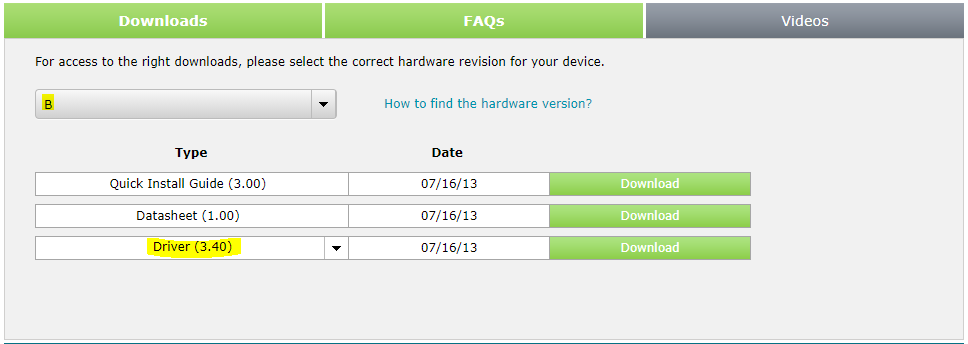 Downloads FAQs Videos
For access to the right downloads, please select the correct hardware revision for your device.
B How to find the hardware version?
Type Date
Quick Install Guide (3.00) 07/16/13 Download
Datasheet (1.00) 07/16/13 Download
Driver (3.40) 07/16/13 Download